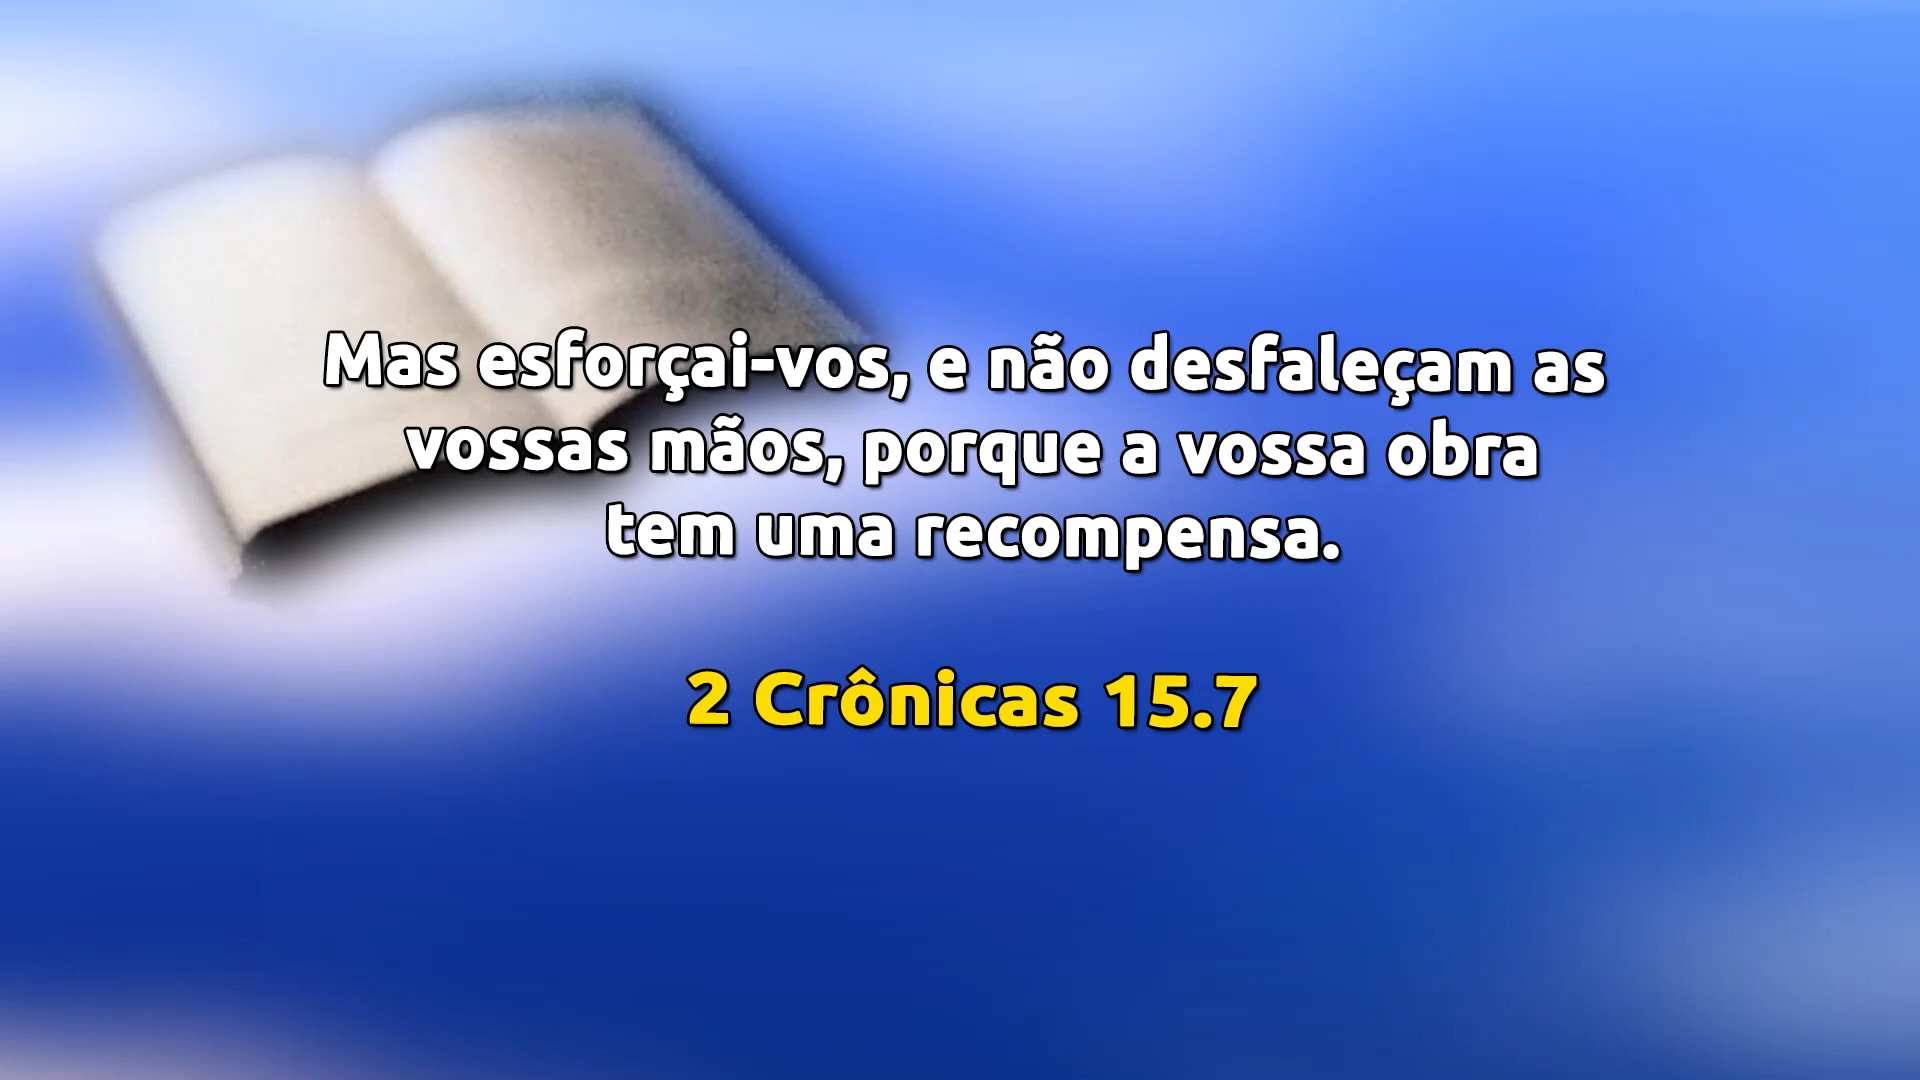 Mas esforçai-vos, e não desfaleçam as
vossas mãos, porque a vossa obra
tem uma recompensa.
2 Crônicas 15.7